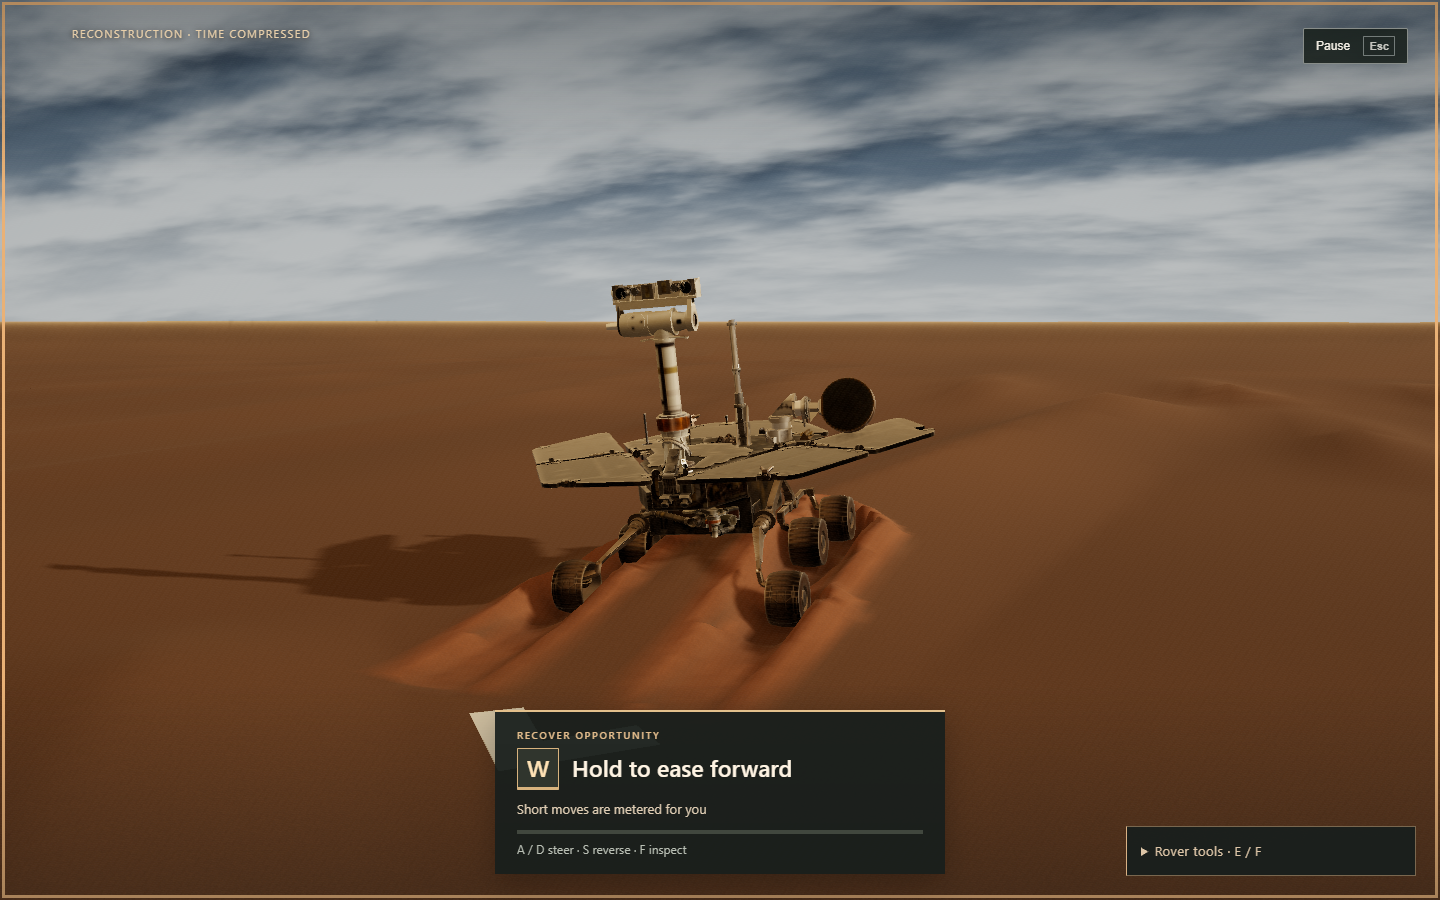 RECONSTRUCTION · TIME COMPRESSED
Pause Esc
RECOVER OPPORTUNITY
W Hold to ease forward
Short moves are metered for you
A / D steer · S reverse · F inspect
Rover tools · E / F